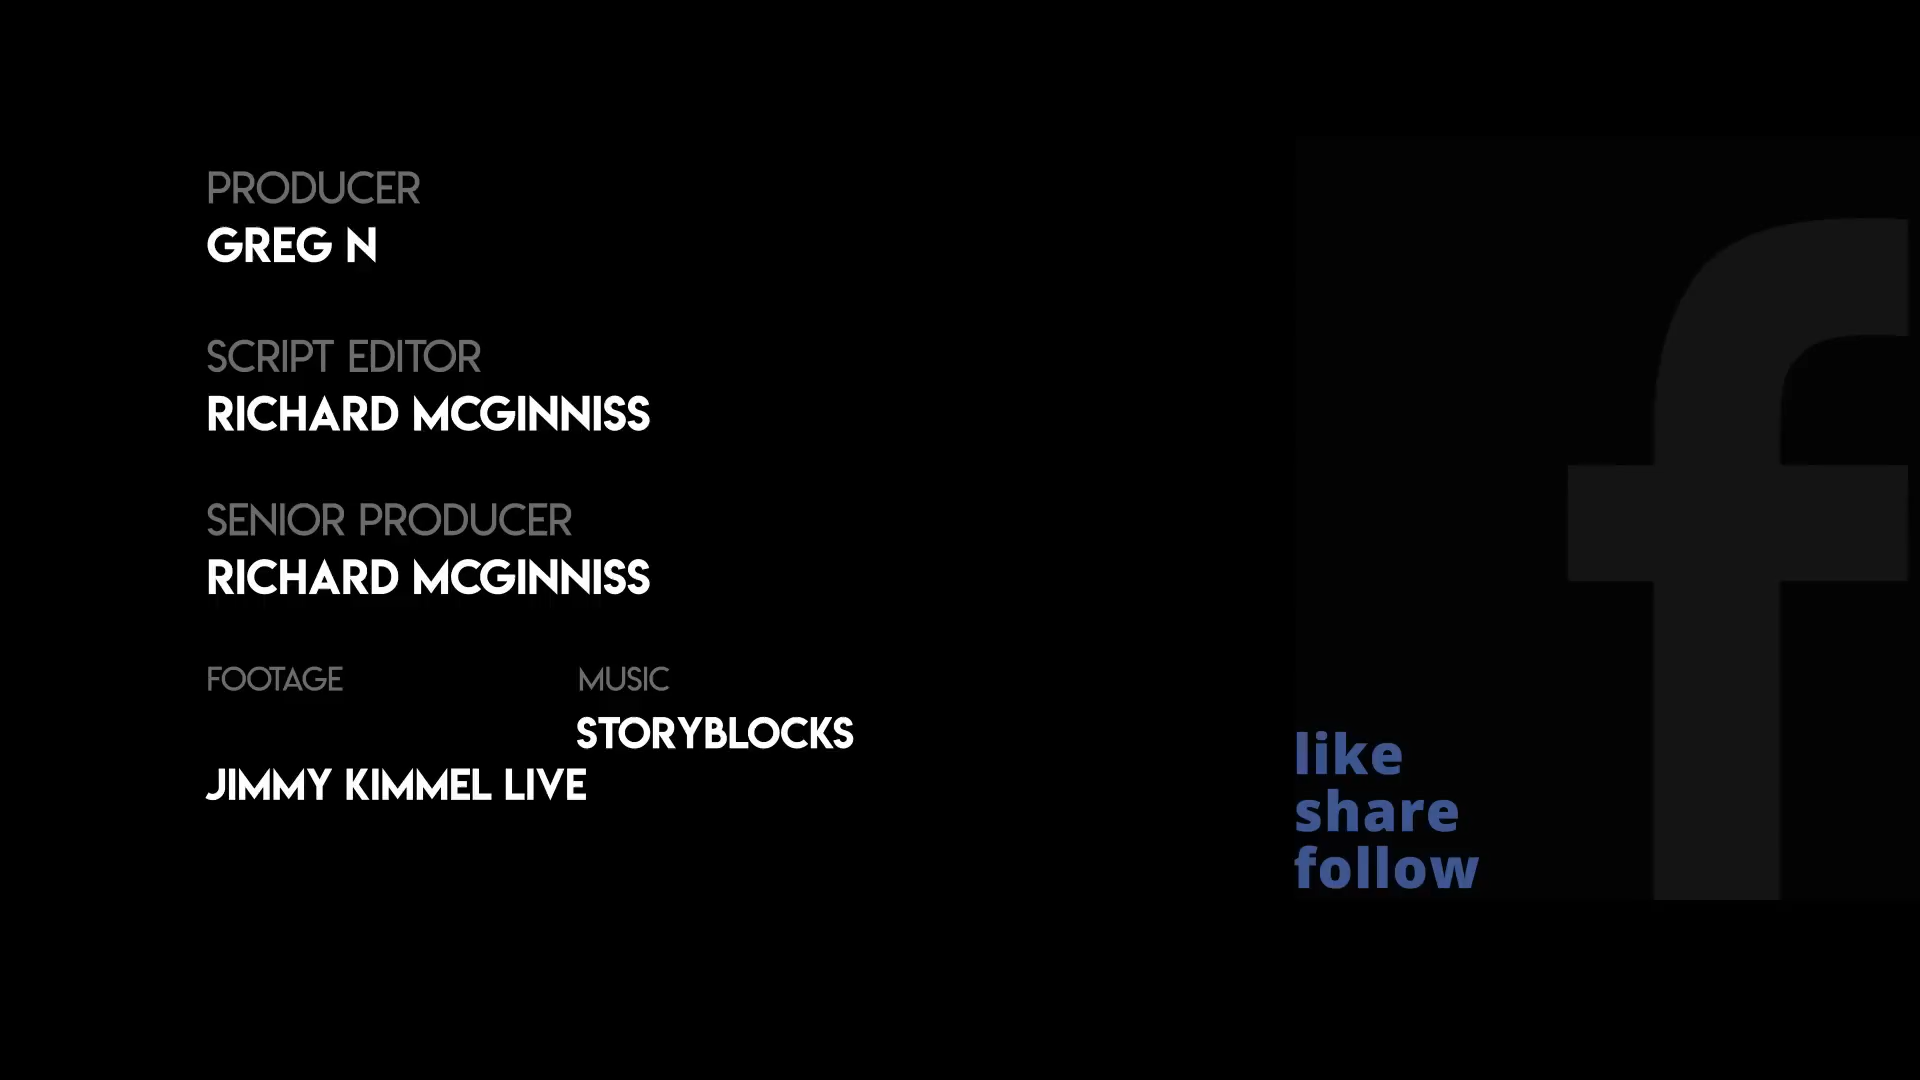 PRODUCER
GREG N
SCRIPT EDITOR
RICHARD MCGINNISS
SENIOR PRODUCER
RICHARD MCGINNISS
FOOTAGE
JIMMY KIMMEL LIVE
MUSIC
STORYBLOCKS
like
share
follow
f